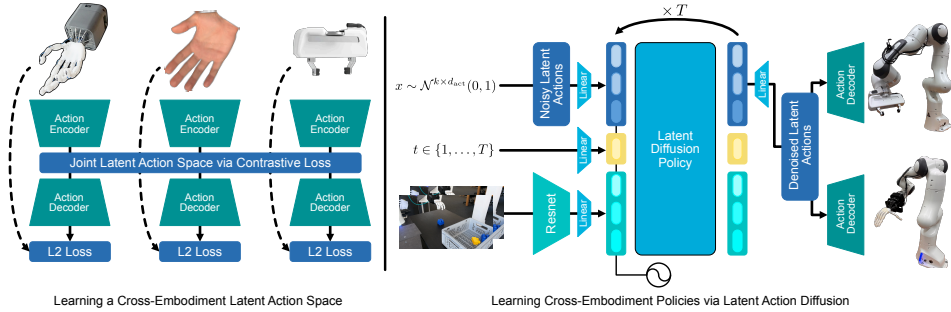 Action
Encoder
Action
Encoder
Action
Encoder
Joint Latent Action Space via Contrastive Loss
Action
Decoder
Action
Decoder
Action
Decoder
L2 Loss
L2 Loss
L2 Loss
Learning a Cross-Embodiment Latent Action Space
× T
x ∼ 𝒩^{k×d_act}(0, 1)
Noisy Latent
Actions
Linear
t ∈ {1, . . . , T}
Linear
Resnet
Linear
Latent
Diffusion
Policy
Linear
Denoised Latent
Actions
Action
Decoder
Action
Decoder
Learning Cross-Embodiment Policies via Latent Action Diffusion